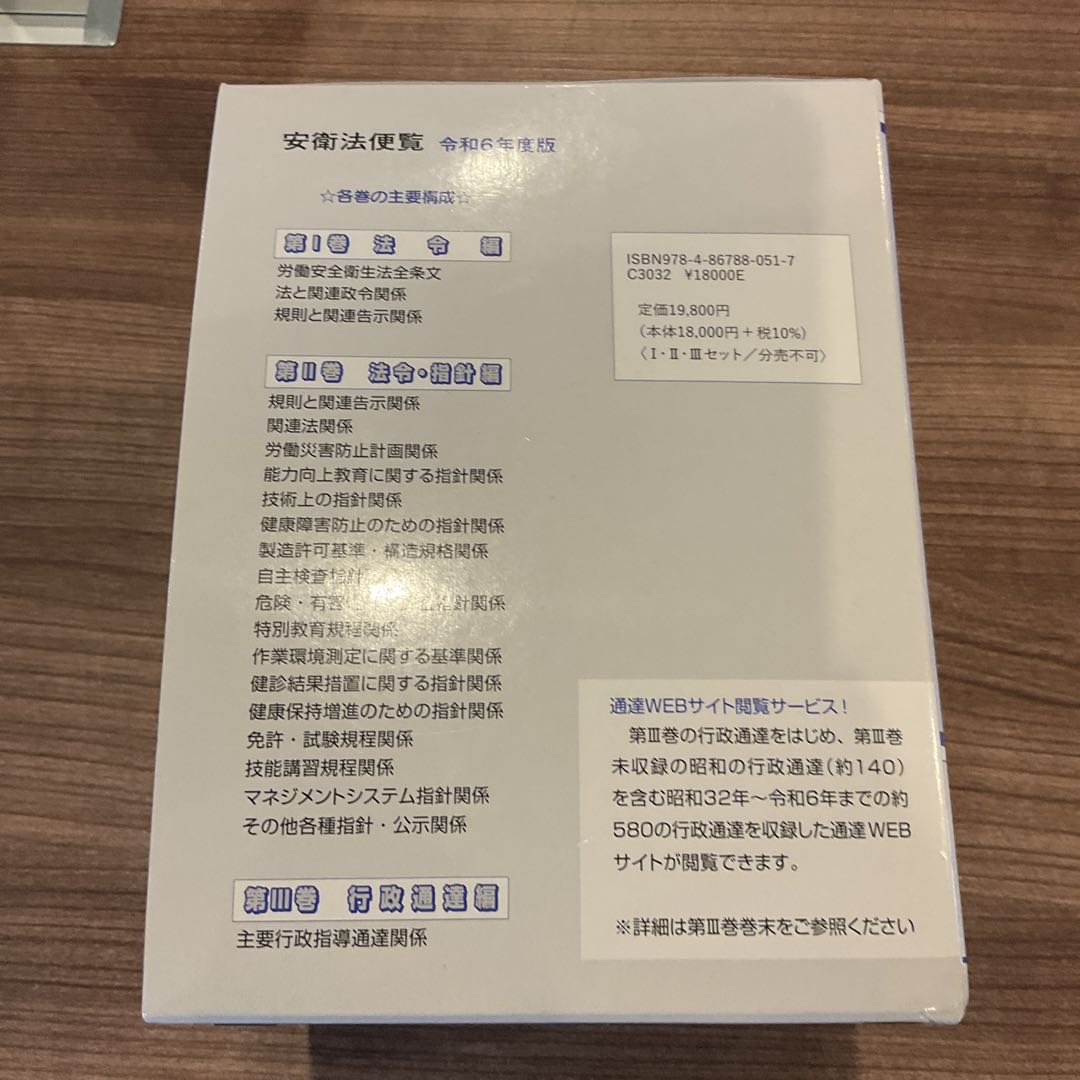 安衛法便覧 令和6年度版
☆各巻の主要構成☆
第Ⅰ巻 法 令 編
労働安全衛生法全条文
法と関連政令関係
規則と関連告示関係
第Ⅱ巻 法令・指針編
規則と関連告示関係
関連法関係
労働災害防止計画関係
能力向上教育に関する指針関係
技術上の指針関係
健康障害防止のための指針関係
製造許可基準・構造規格関係
自主検査指針
危険・有害 指針関係
特別教育規程関係
作業環境測定に関する基準関係
健診結果措置に関する指針関係
健康保持増進のための指針関係
免許・試験規程関係
技能講習規程関係
マネジメントシステム指針関係
その他各種指針・公示関係
第Ⅲ巻 行政通達編
主要行政指導通達関係
ISBN978-4-86788-051-7
C3032 ¥18000E
定価19,800円
（本体18,000円＋税10%）
〈Ⅰ・Ⅱ・Ⅲセット／分売不可〉
通達WEBサイト閲覧サービス！
第Ⅲ巻の行政通達をはじめ、第Ⅲ巻
未収録の昭和の行政通達（約140）
を含む昭和32年～令和6年までの約
580の行政通達を収録した通達WEB
サイトが閲覧できます。
※詳細は第Ⅲ巻巻末をご参照ください